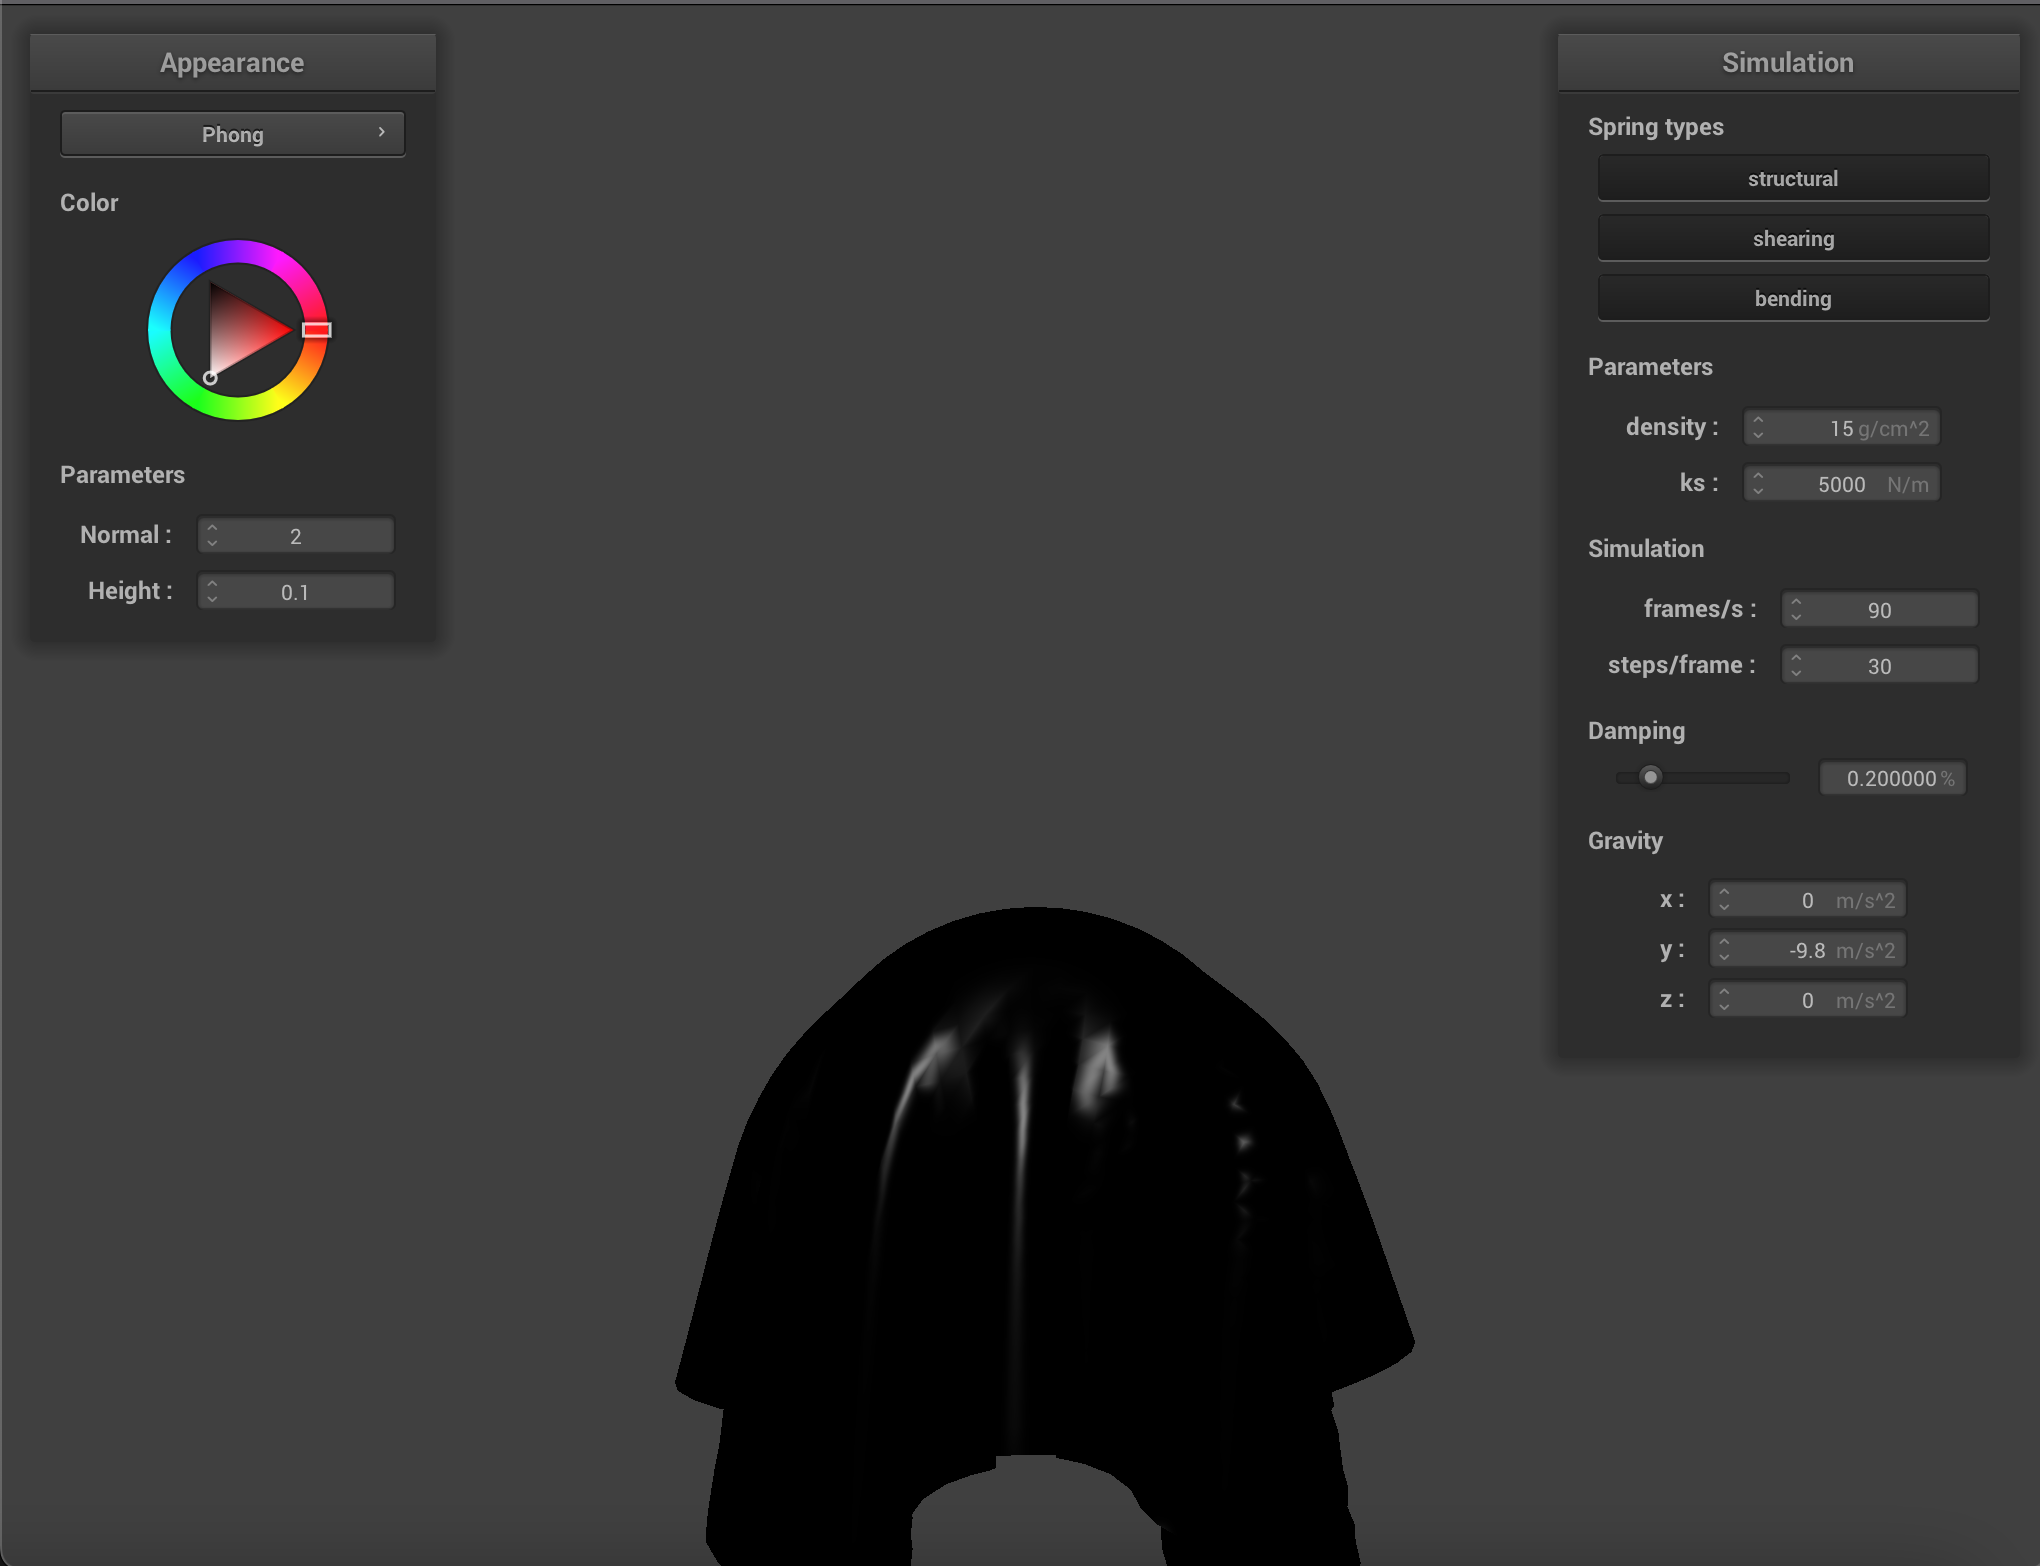 Appearance
Phong
Color
Parameters
Normal : 2
Height : 0.1
Simulation
Spring types
structural
shearing
bending
Parameters
density : 15 g/cm^2
ks : 5000 N/m
Simulation
frames/s : 90
steps/frame : 30
Damping
0.200000 %
Gravity
x : 0 m/s^2
y : -9.8 m/s^2
z : 0 m/s^2